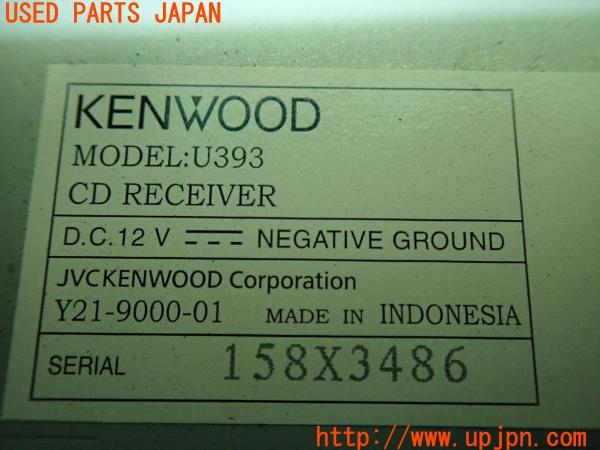 USED PARTS JAPAN
KENWOOD
MODEL:U393
CD RECEIVER
D.C.12 V NEGATIVE GROUND
JVCKENWOOD Corporation
Y21-9000-01 MADE IN INDONESIA
SERIAL 158X3486
http://www.upjpn.com